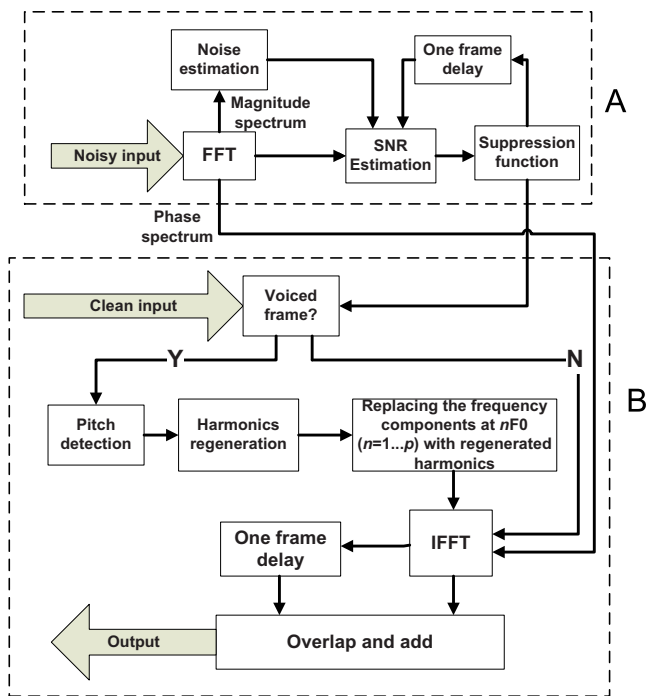 Noise
estimation
One frame
delay
A
Magnitude
spectrum
Noisy input
FFT
SNR
Estimation
Suppression
function
Phase
spectrum
Clean input
Voiced
frame?
Y
N
B
Pitch
detection
Harmonics
regeneration
Replacing the frequency
components at nF0
(n=1...p) with regenerated
harmonics
One frame
delay
IFFT
Output
Overlap and add